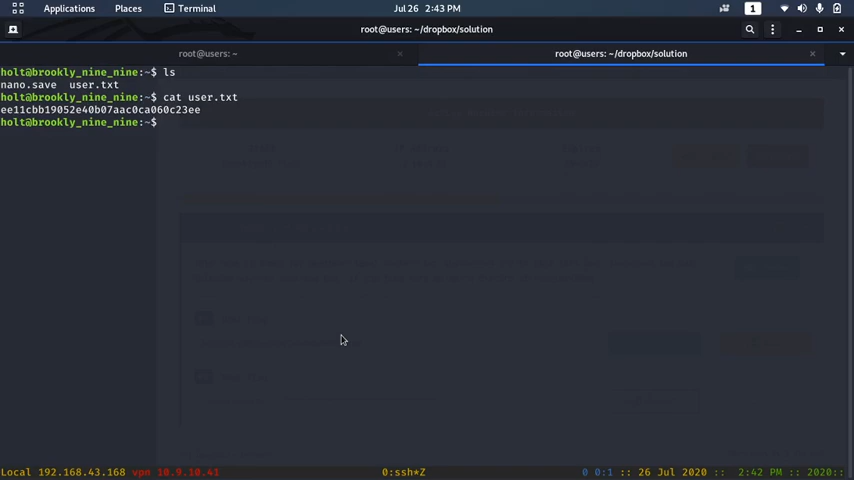 Applications Places Terminal Jul 26 2:43 PM 1
root@users: ~/dropbox/solution
root@users: ~ × root@users: ~/dropbox/solution ×
holt@brookly_nine_nine:~$ ls
nano.save user.txt
holt@brookly_nine_nine:~$ cat user.txt
ee11cbb19052e40b07aac0ca060c23ee
holt@brookly_nine_nine:~$
Local 192.168.43.168 vpn 10.9.10.41 0:ssh*Z 0 0:1 :: 26 Jul 2020 :: 2:42 PM :: 2020::